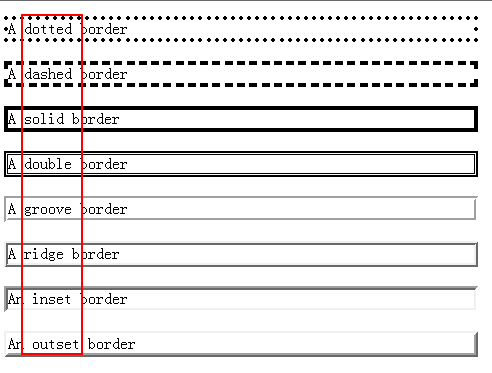 A dotted border
A dashed border
A solid border
A double border
A groove border
A ridge border
An inset border
An outset border